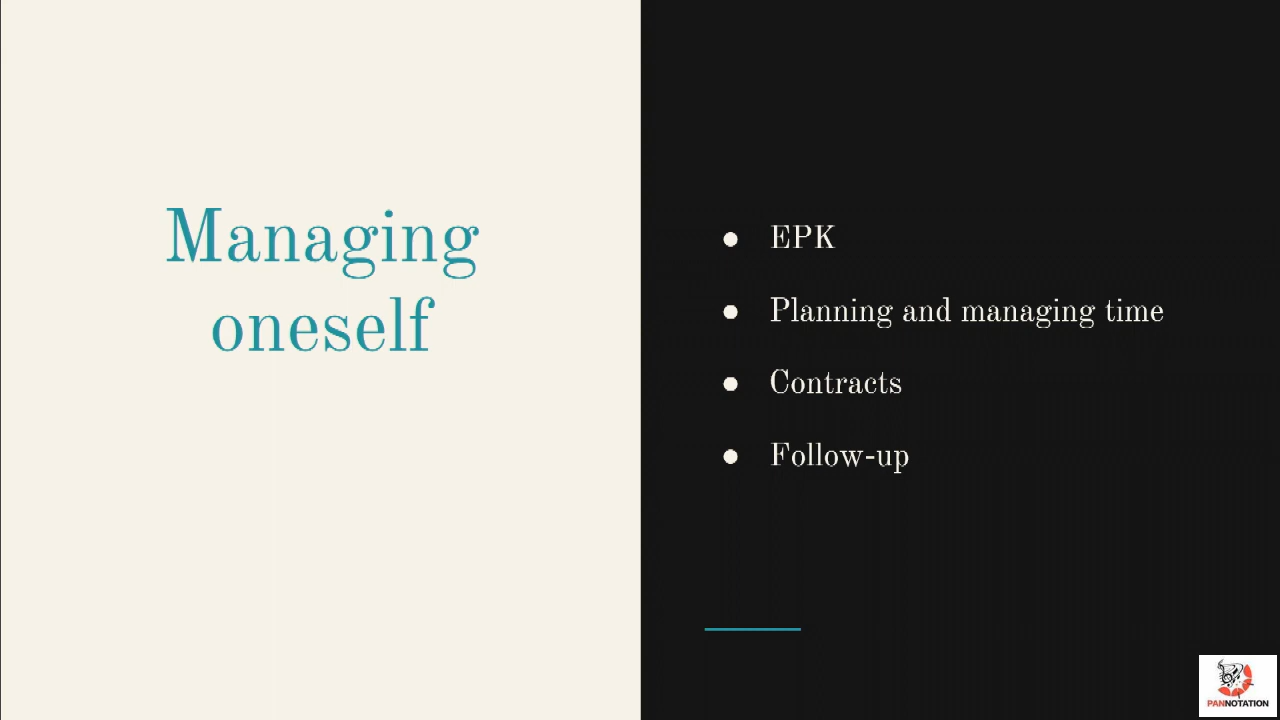 Managing
oneself
EPK
Planning and managing time
Contracts
Follow-up
PANNOTATION